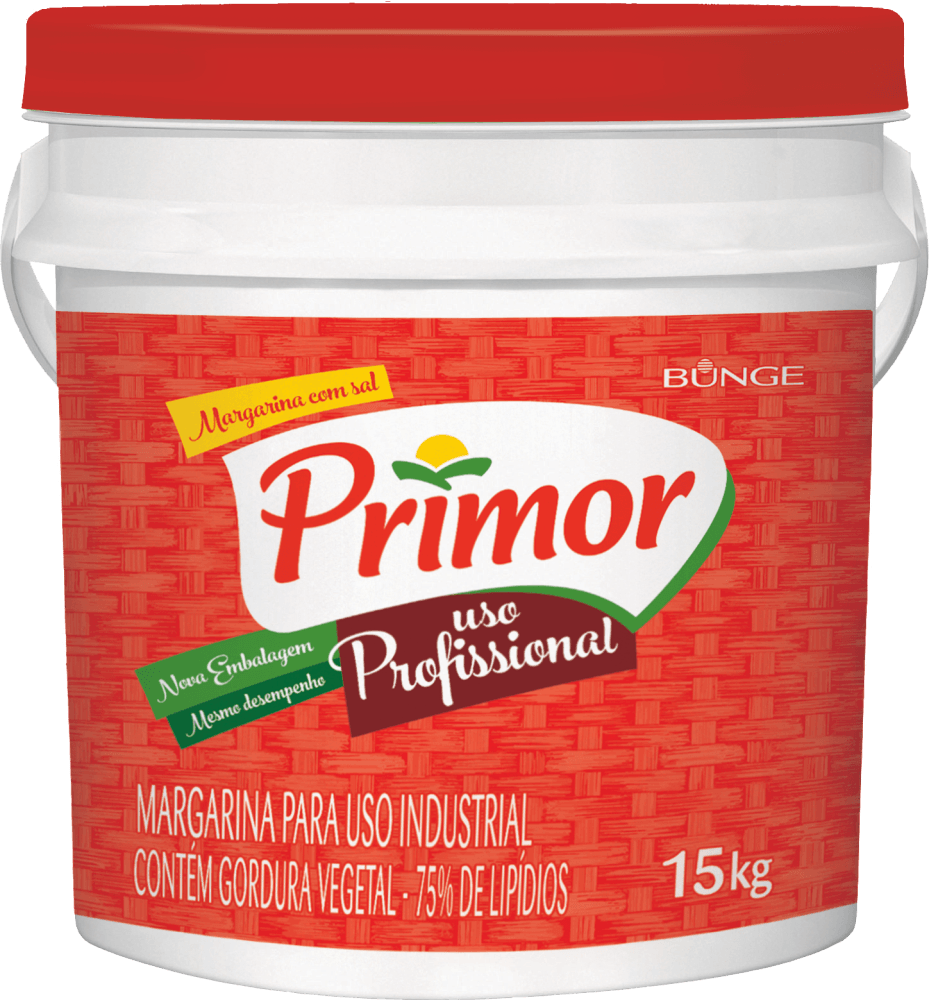 BUNGE
Margarina com sal
Primor
uso
Profissional
Nova Embalagem
Mesmo desempenho
MARGARINA PARA USO INDUSTRIAL
CONTÉM GORDURA VEGETAL - 75% DE LIPÍDIOS
15kg